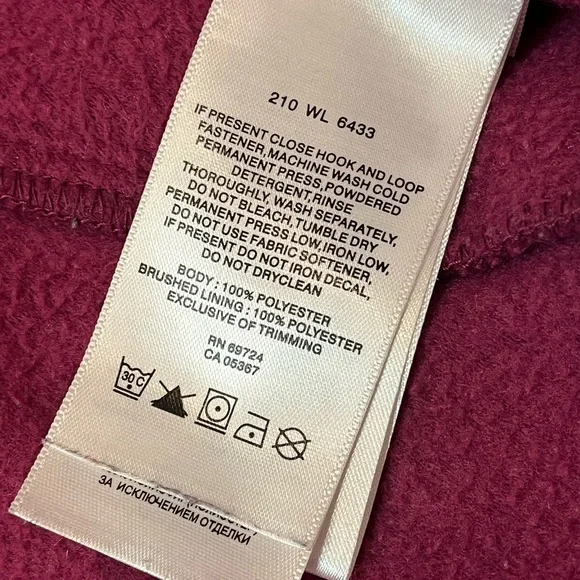 210 WL 6433
IF PRESENT CLOSE HOOK AND LOOP
FASTENER,MACHINE WASH COLD
PERMANENT PRESS,POWDERED
DETERGENT,RINSE
THOROUGHLY, WASH SEPARATELY,
DO NOT BLEACH, TUMBLE DRY
PERMANENT PRESS LOW.IRON LOW,
DO NOT USE FABRIC SOFTENER,
IF PRESENT DO NOT IRON DECAL,
DO NOT DRYCLEAN
BODY : 100% POLYESTER
BRUSHED LINING : 100% POLYESTER
EXCLUSIVE OF TRIMMING
RN 69724
CA 05367
30C
ЗА ИСКЛЮЧЕНИЕМ ОТДЕЛКИ